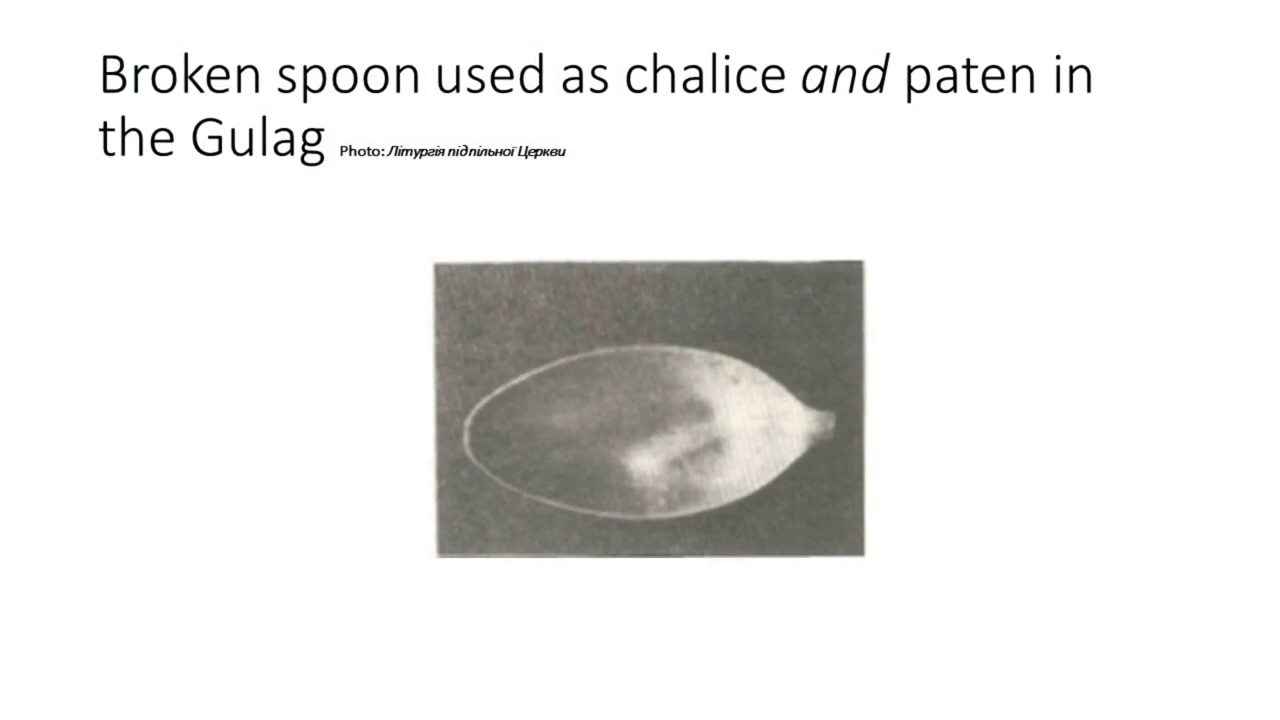 Broken spoon used as chalice and paten in
the Gulag Photo: Літургія підпільної Церкви